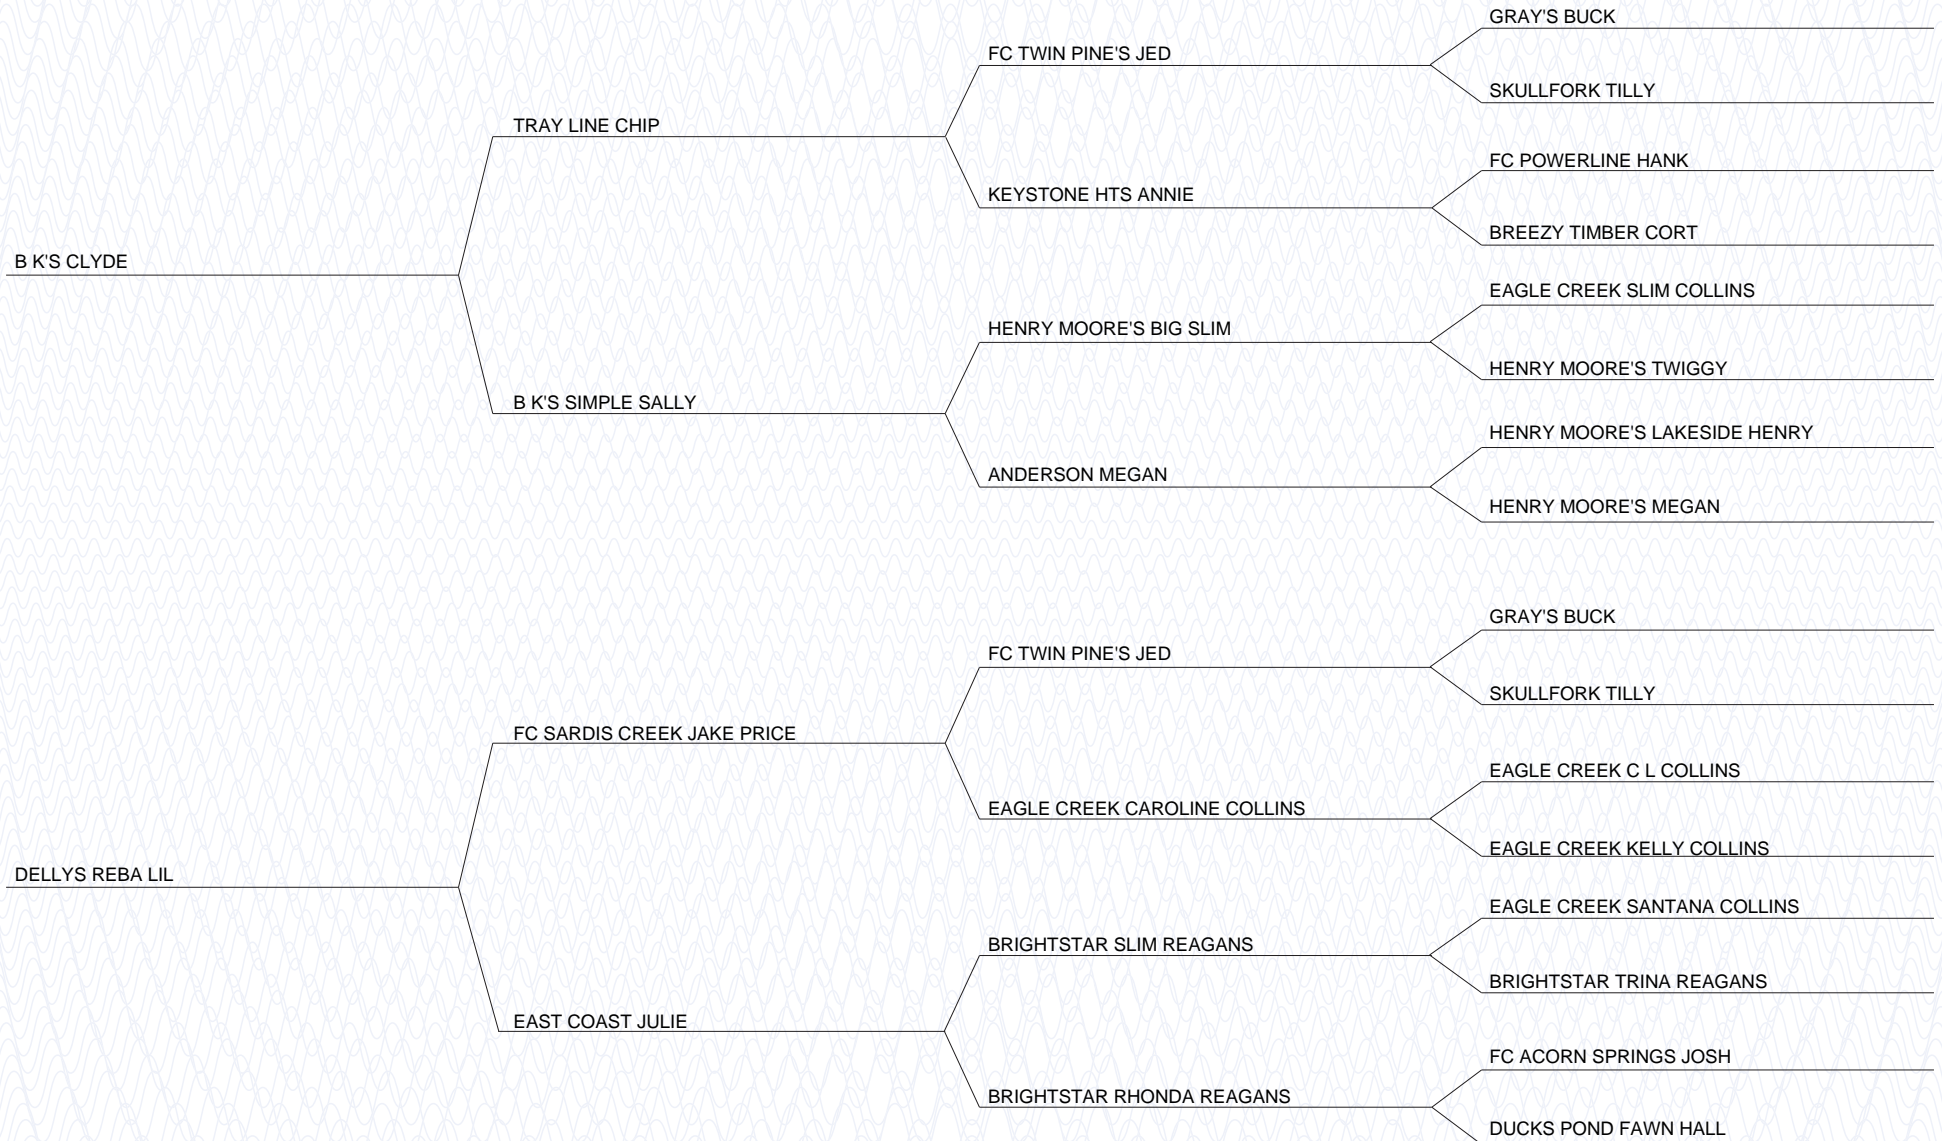 GRAY'S BUCK
FC TWIN PINE'S JED
SKULLFORK TILLY
TRAY LINE CHIP
FC POWERLINE HANK
KEYSTONE HTS ANNIE
BREEZY TIMBER CORT
B K'S CLYDE
EAGLE CREEK SLIM COLLINS
HENRY MOORE'S BIG SLIM
HENRY MOORE'S TWIGGY
B K'S SIMPLE SALLY
HENRY MOORE'S LAKESIDE HENRY
ANDERSON MEGAN
HENRY MOORE'S MEGAN
GRAY'S BUCK
FC TWIN PINE'S JED
SKULLFORK TILLY
FC SARDIS CREEK JAKE PRICE
EAGLE CREEK C L COLLINS
EAGLE CREEK CAROLINE COLLINS
EAGLE CREEK KELLY COLLINS
DELLYS REBA LIL
EAGLE CREEK SANTANA COLLINS
BRIGHTSTAR SLIM REAGANS
BRIGHTSTAR TRINA REAGANS
EAST COAST JULIE
FC ACORN SPRINGS JOSH
BRIGHTSTAR RHONDA REAGANS
DUCKS POND FAWN HALL